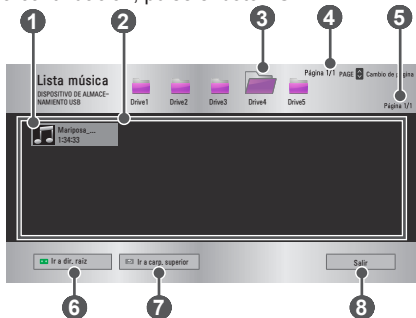 1
2
3
4
5
Lista música
DISPOSITIVO DE ALMACE-
NAMIENTO USB
Drive1
Drive2
Drive3
Drive4
Drive5
Página 1/1
PAGE
Cambio de página
Página 1/1
Mariposa_...
1:34:33
Ir a dir, raíz
Ir a carp, superior
Salir
6
7
8